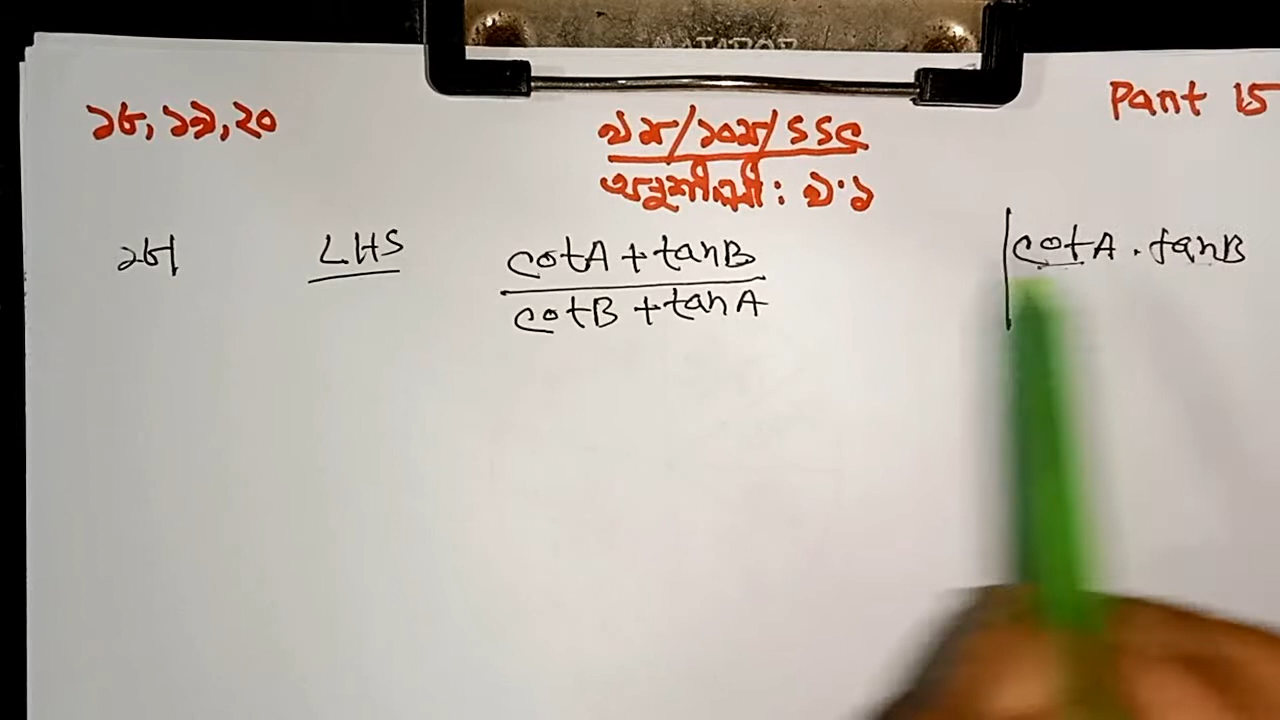 ১৮, ১৯, ২০
৯ম/১০ম/SSC
Part 15
অনুশীলনী: ৯.১
১৮।
LHS
cotA + tanB
cotB + tanA
cotA . tanB